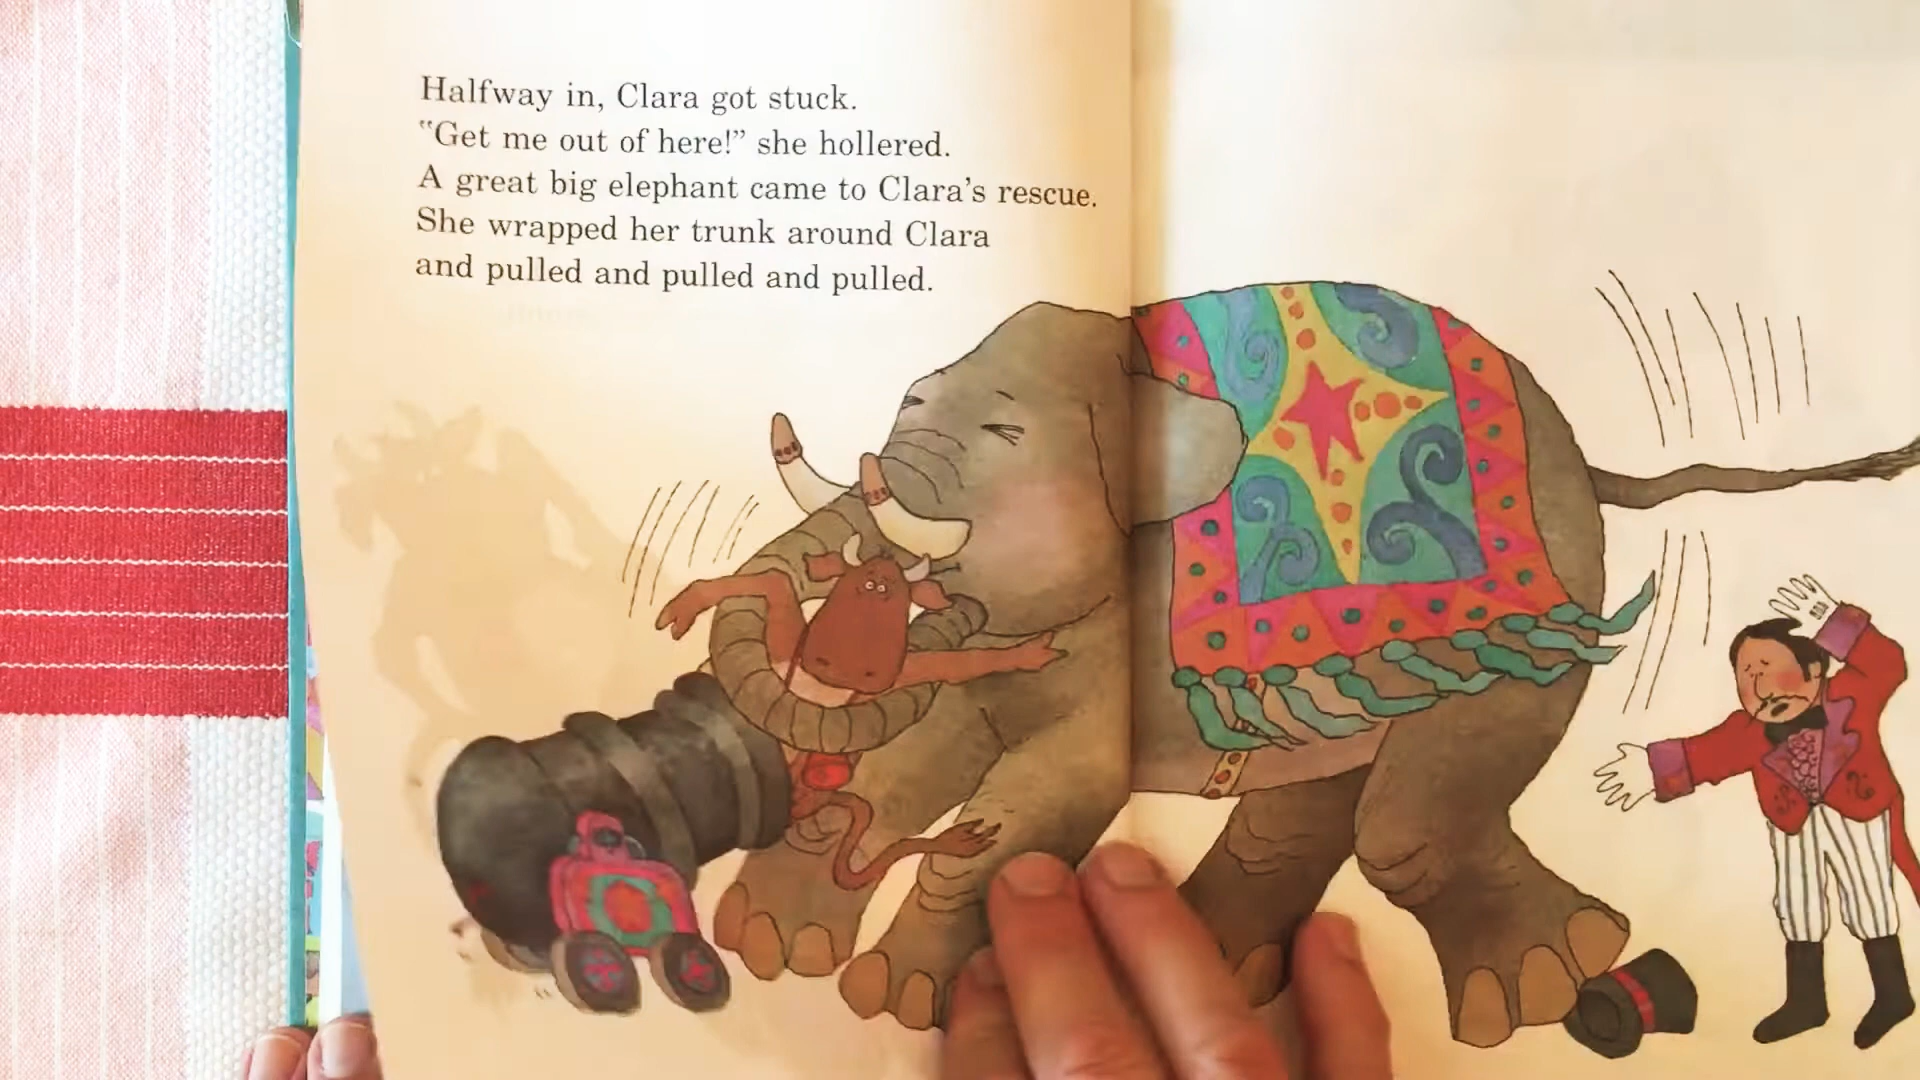 Halfway in, Clara got stuck.
“Get me out of here!” she hollered.
A great big elephant came to Clara’s rescue.
She wrapped her trunk around Clara
and pulled and pulled and pulled.